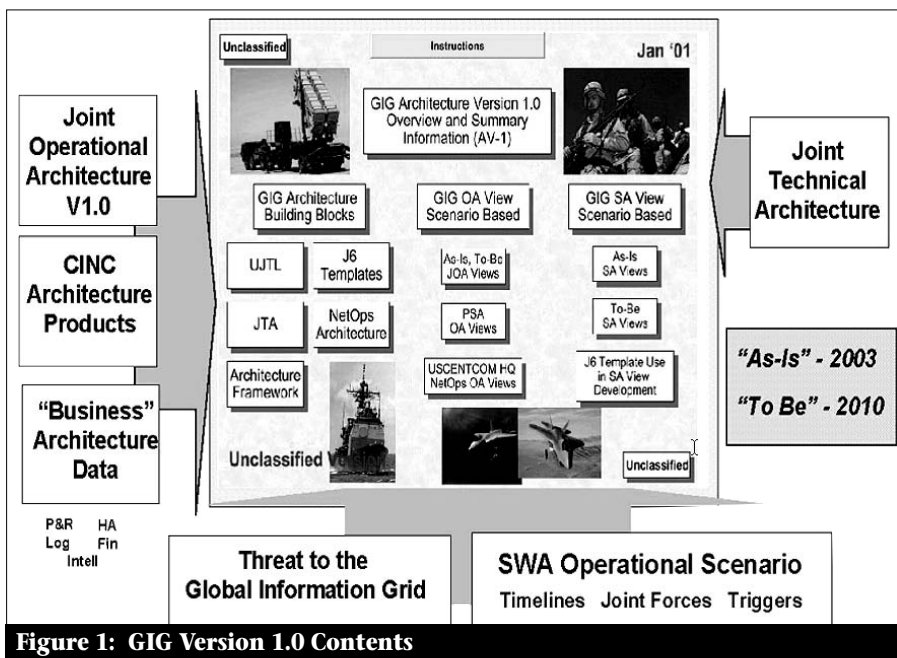 Unclassified
Instructions
Jan '01
GIG Architecture Version 1.0
Overview and Summary
Information (AV-1)
GIG Architecture
Building Blocks
GIG OA View
Scenario Based
GIG SA View
Scenario Based
UJTL
J6
Templates
As-Is, To-Be
JOA Views
As-Is
SA Views
JTA
NetOps
Architecture
PSA
OA Views
To-Be
SA Views
Architecture
Framework
USCENTCOM HQ
NetOps OA Views
J6 Template Use
in SA View
Development
Unclassified Version
Unclassified
Joint
Operational
Architecture
V1.0
CINC
Architecture
Products
"Business"
Architecture
Data
P&R HA
Log Fin
Intell
Joint
Technical
Architecture
"As-Is" - 2003
"To Be" - 2010
Threat to the
Global Information Grid
SWA Operational Scenario
Timelines Joint Forces Triggers
Figure 1: GIG Version 1.0 Contents